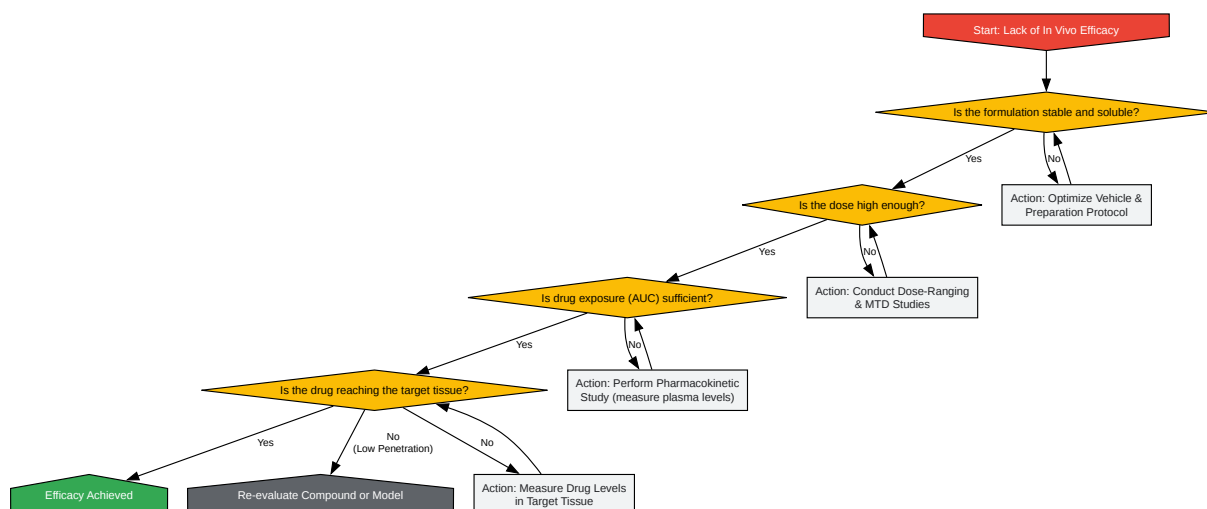 Start: Lack of In Vivo Efficacy
Is the formulation stable and soluble?
Yes
No
Action: Optimize Vehicle &
Preparation Protocol
Is the dose high enough?
Yes
No
Action: Conduct Dose-Ranging
& MTD Studies
Is drug exposure (AUC) sufficient?
Yes
No
Action: Perform Pharmacokinetic
Study (measure plasma levels)
Is the drug reaching the target tissue?
Yes
No
(Low Penetration)
No
Efficacy Achieved
Re-evaluate Compound or Model
Action: Measure Drug Levels
in Target Tissue